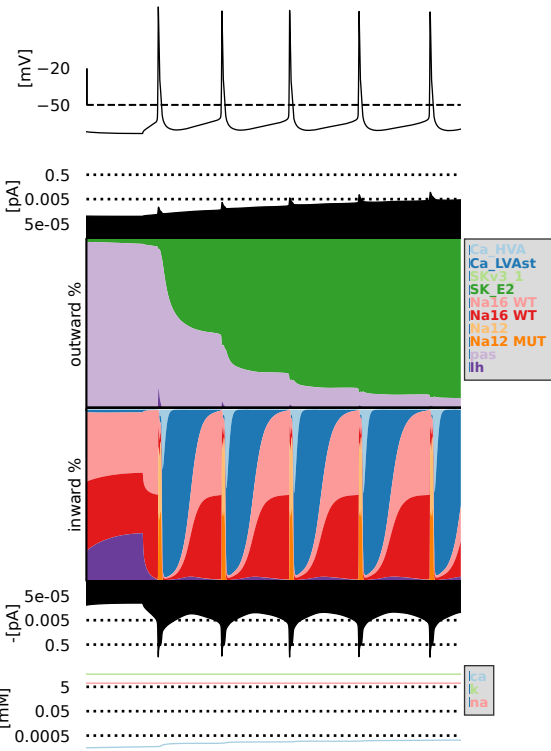 [mV]
−20
−50
[pA]
0.5
0.005
5e-05
outward %
Ca_HVA
Ca_LVAst
SKv3_1
SK_E2
Na16 WT
Na16 WT
Na12
Na12 MUT
pas
Ih
inward %
-[pA]
5e-05
0.005
0.5
[mM]
5
0.05
0.0005
ca
k
na